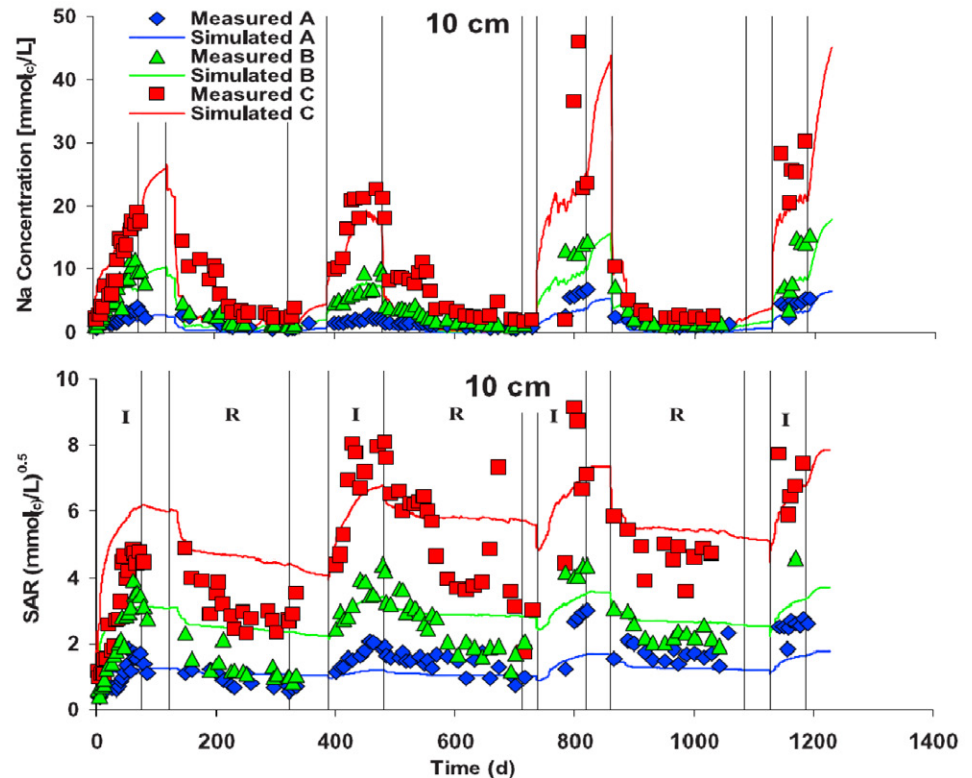 10 cm
Measured A
Simulated A
Measured B
Simulated B
Measured C
Simulated C
Na Concentration [mmol(c)/L]
50
40
30
20
10
0
10 cm
I R I R I R I
SAR (mmol(c)/L)0.5
10
8
6
4
2
0
0 200 400 600 800 1000 1200 1400
Time (d)